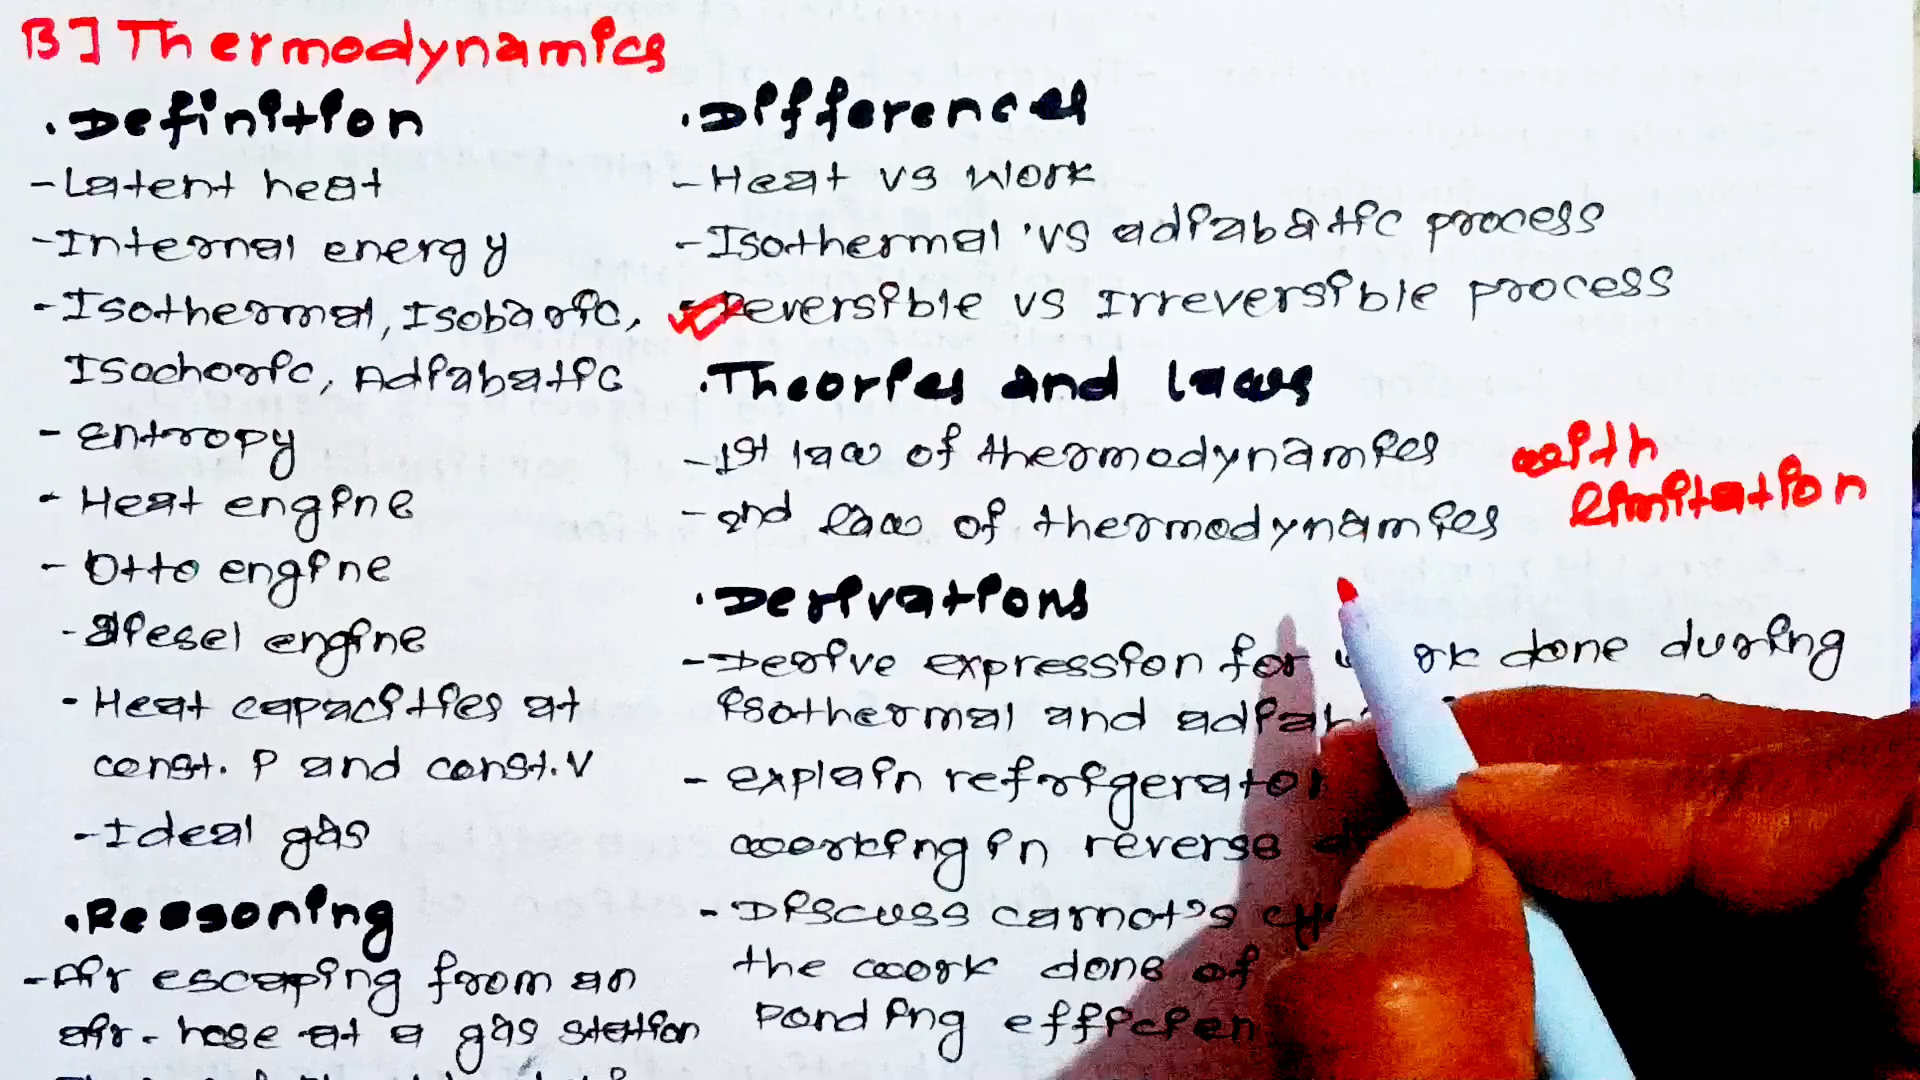 B] Thermodynamics
. Definition
- Latent heat
- Internal energy
- Isothermal, Isobaric,
Isochoric, Adiabatic
- Entropy
- Heat engine
- Otto engine
- Diesel engine
- Heat capacities at
const. P and const. V
- Ideal gas
. Reasoning
- Air escaping from an
air-hose at a gas station
. Differences
- Heat vs Work
- Isothermal vs adiabatic process
- Reversible vs Irreversible process
. Theories and laws
- 1st law of thermodynamics
- 2nd law of thermodynamics
with
limitation
. Derivations
- Derive expression for done during
isothermal and
- explain refrigerator
working in reverse
- Discuss carnot's
the work done of
ponding